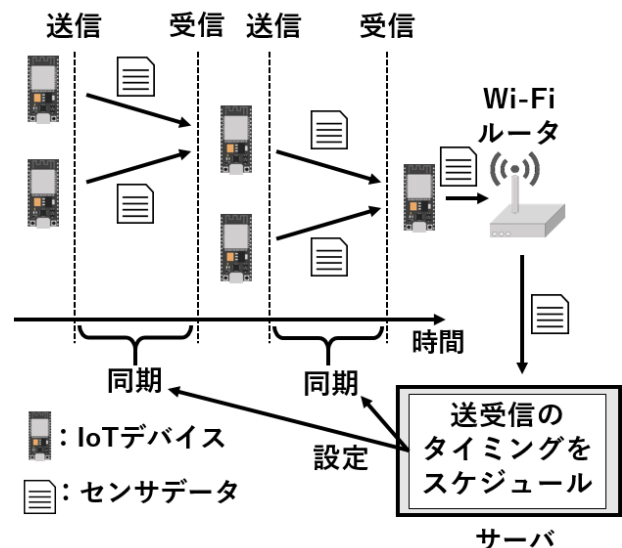 送信
受信
送信
受信
Wi-Fi
ルータ
時間
同期
同期
:IoTデバイス
:センサデータ
設定
送受信の
タイミングを
スケジュール
サーバ